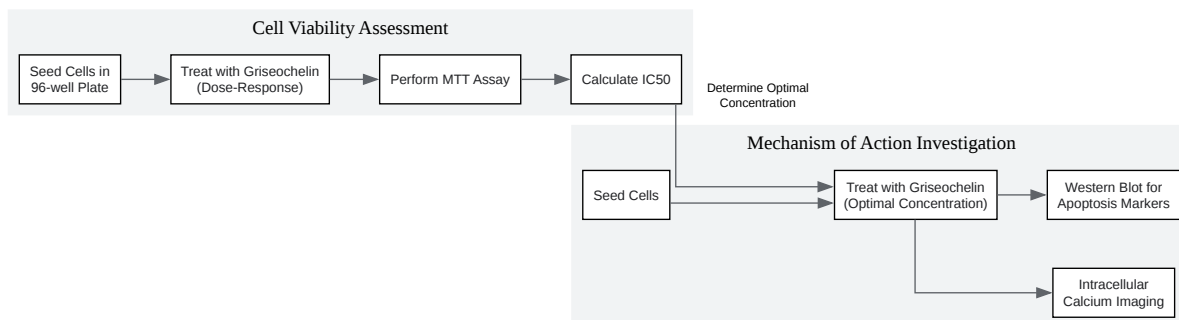 Cell Viability Assessment
Seed Cells in
96-well Plate
Treat with Griseochelin
(Dose-Response)
Perform MTT Assay
Calculate IC50
Determine Optimal
Concentration
Mechanism of Action Investigation
Seed Cells
Treat with Griseochelin
(Optimal Concentration)
Western Blot for
Apoptosis Markers
Intracellular
Calcium Imaging